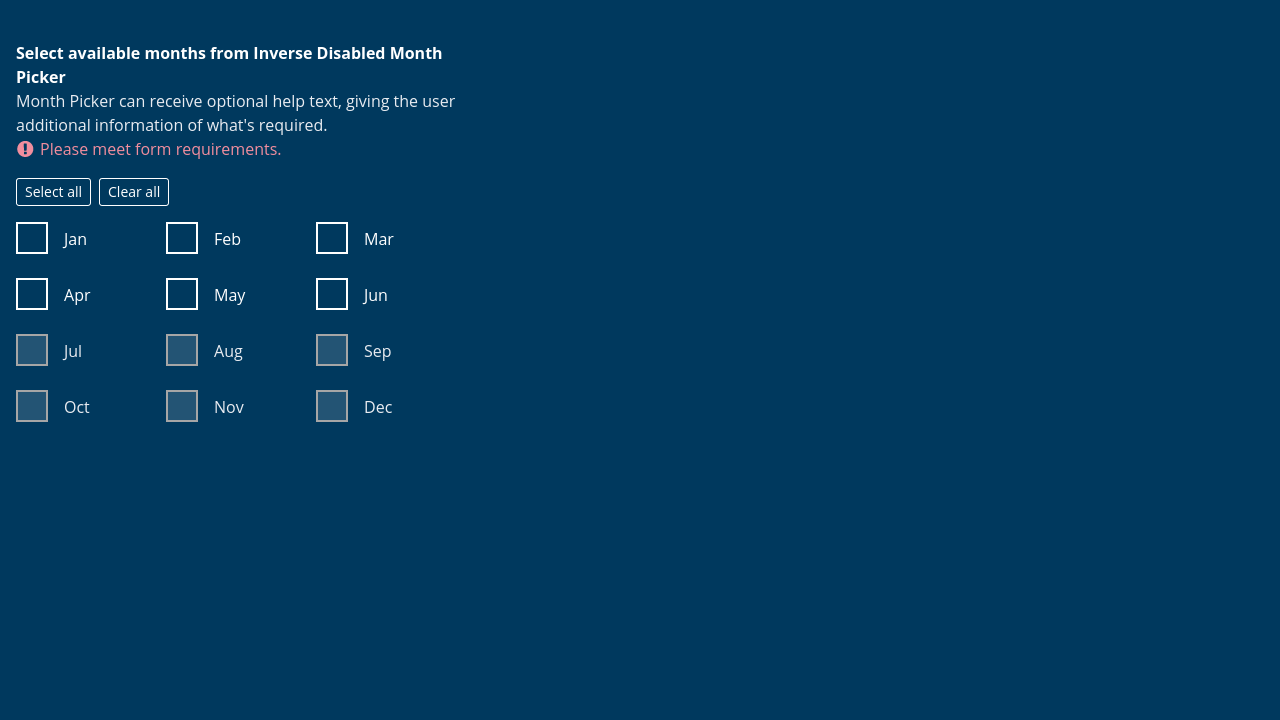 Select available months from Inverse Disabled Month
Picker
Month Picker can receive optional help text, giving the user
additional information of what's required.
Please meet form requirements.
Select all Clear all
Jan Feb Mar
Apr May Jun
Jul Aug Sep
Oct Nov Dec